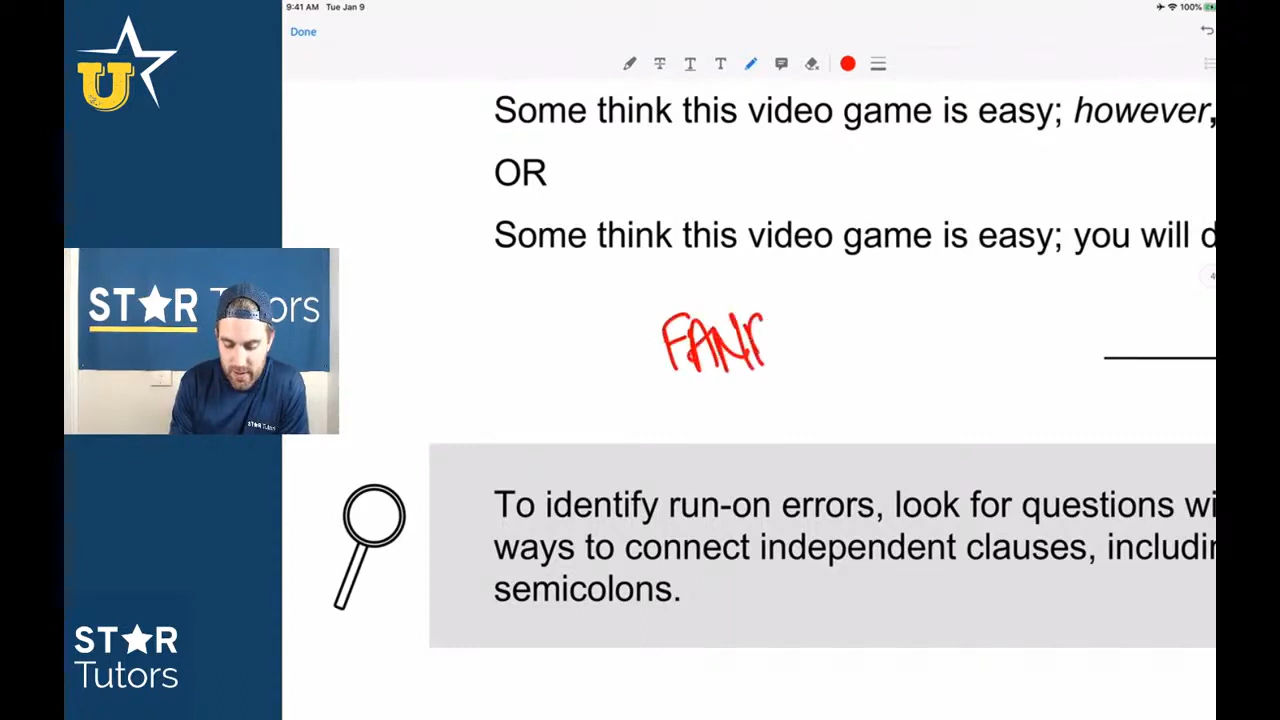 9:41 AM Tue Jan 9
100%
Done
U
Some think this video game is easy; however,
OR
Some think this video game is easy; you will d
STAR Tutors
FAN
To identify run-on errors, look for questions wi
ways to connect independent clauses, includin
semicolons.
STAR
Tutors